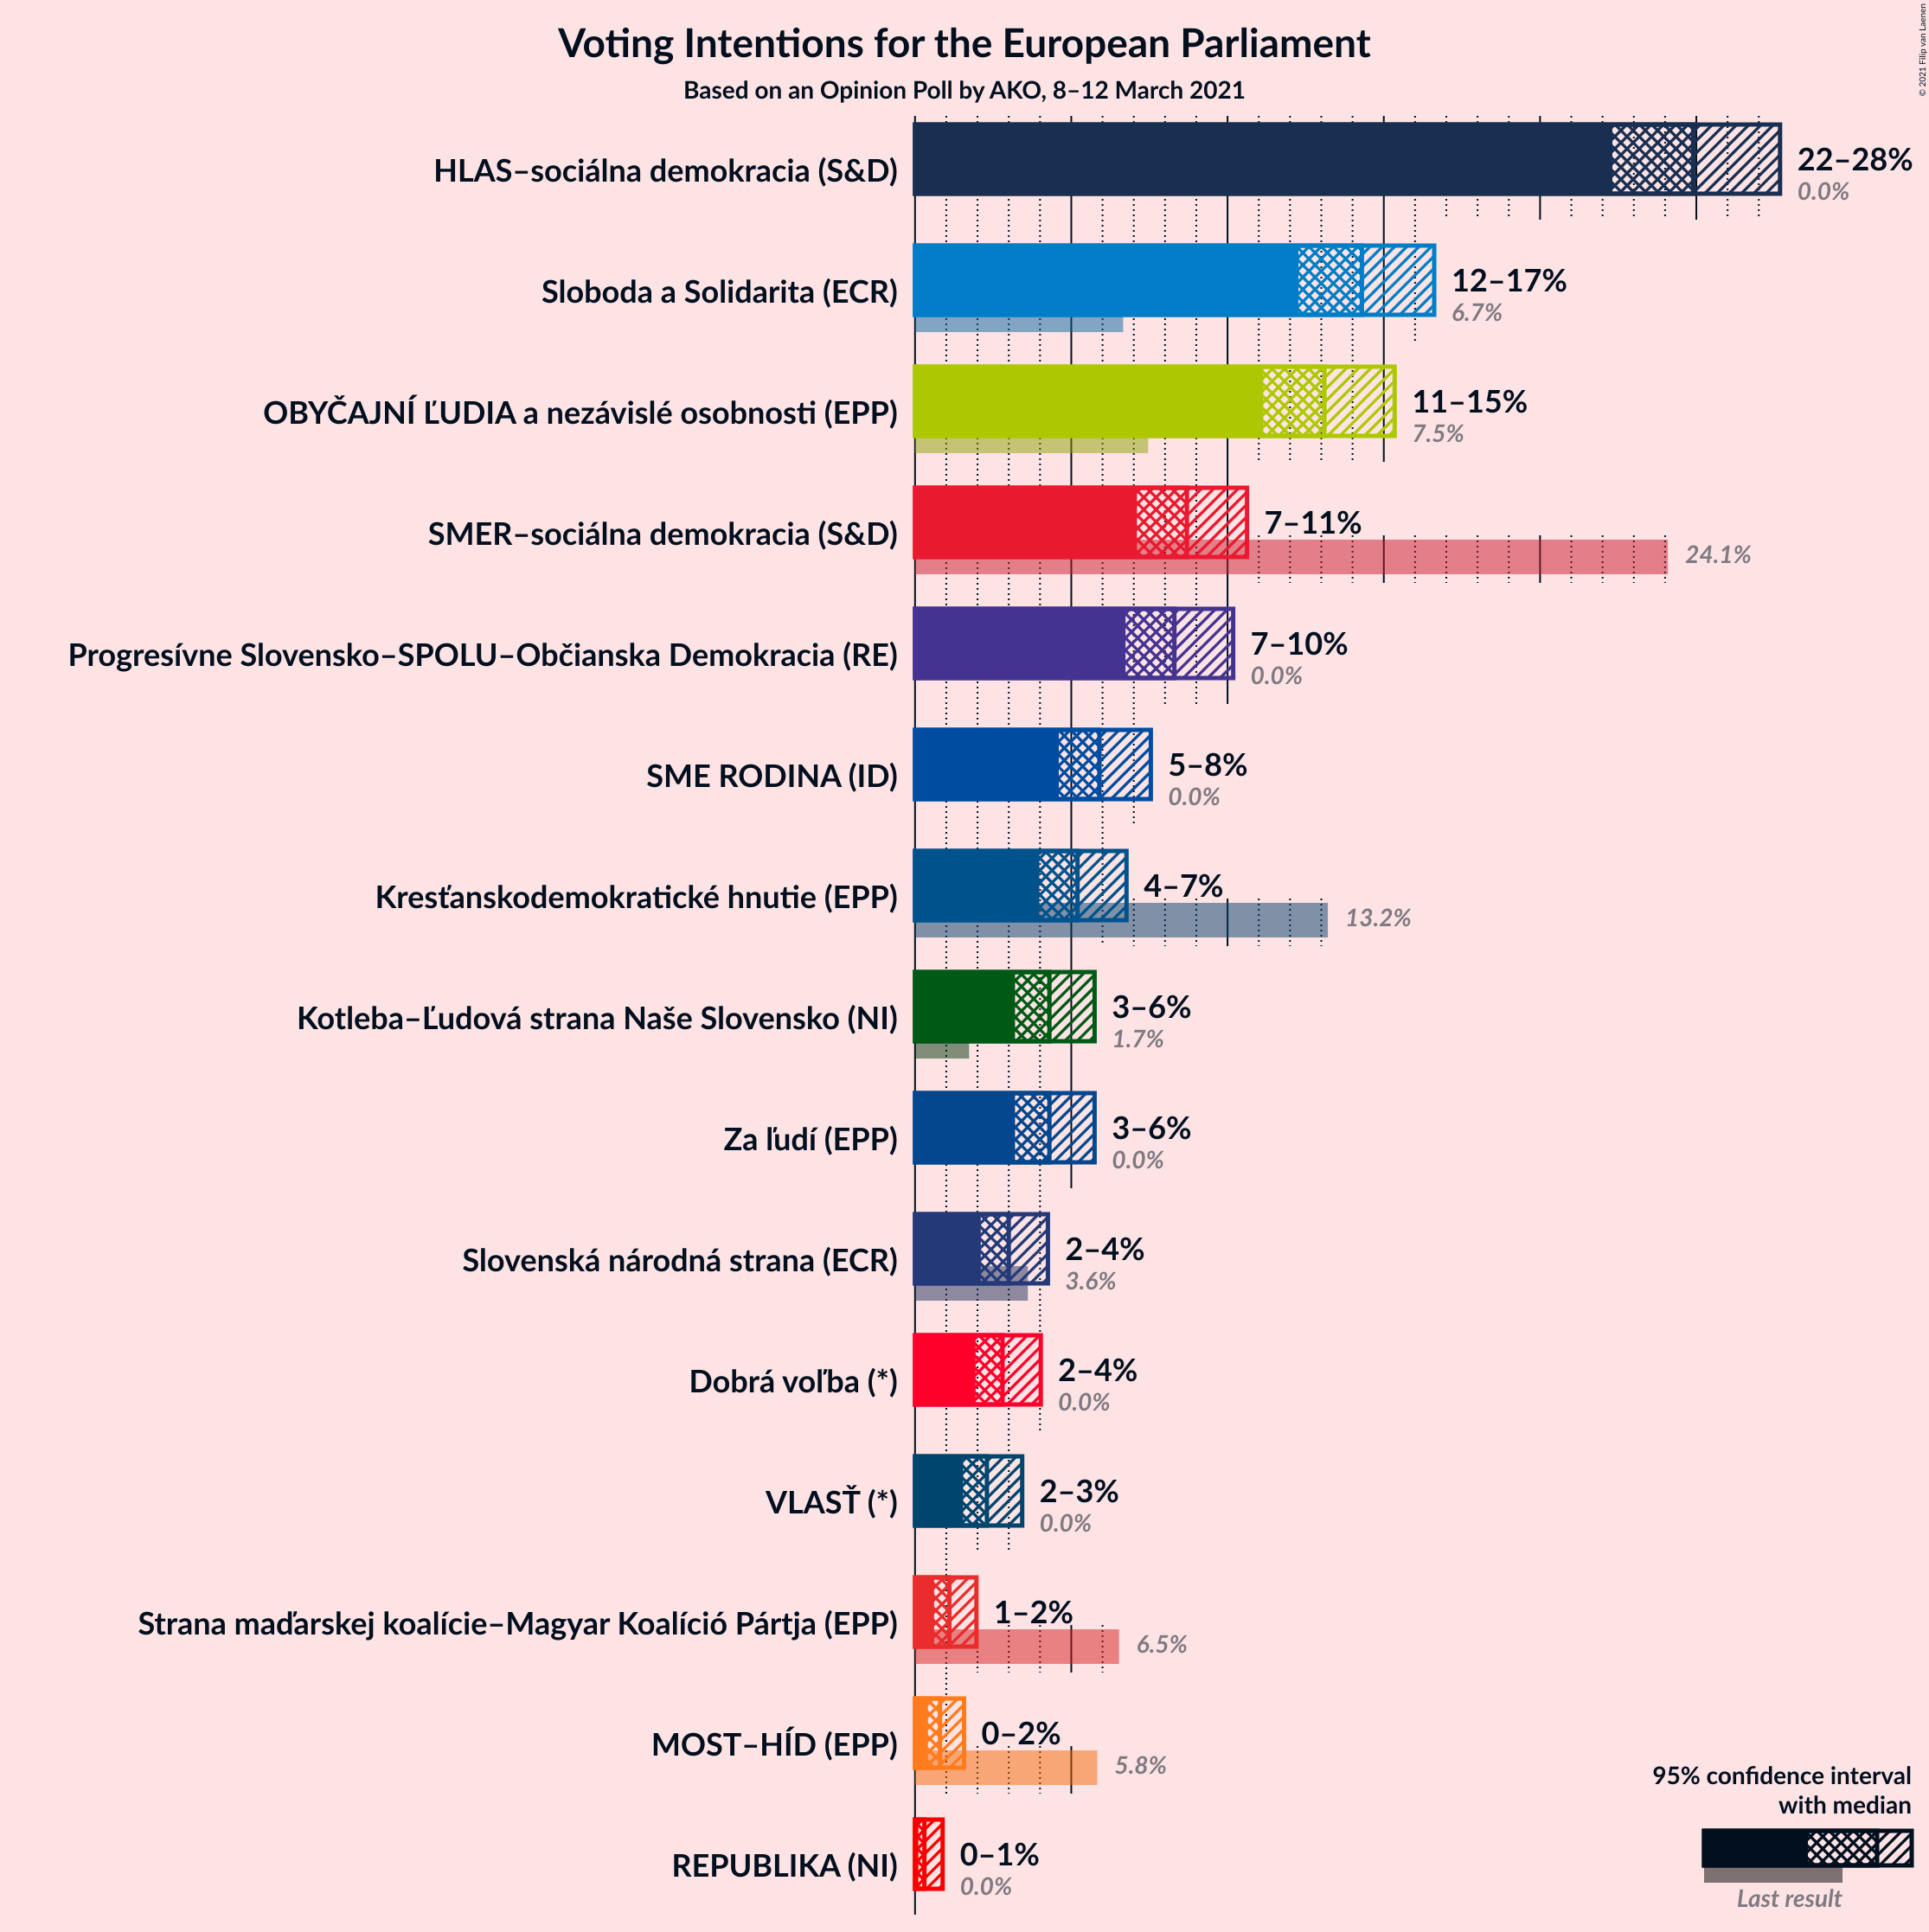 Voting Intentions for the European Parliament
Based on an Opinion Poll by AKO, 8–12 March 2021
© 2021 Filip van Laenen
HLAS–sociálna demokracia (S&D)
22–28%
0.0%
Sloboda a Solidarita (ECR)
12–17%
6.7%
OBYČAJNÍ ĽUDIA a nezávislé osobnosti (EPP)
11–15%
7.5%
SMER–sociálna demokracia (S&D)
7–11%
24.1%
Progresívne Slovensko–SPOLU–Občianska Demokracia (RE)
7–10%
0.0%
SME RODINA (ID)
5–8%
0.0%
Kresťanskodemokratické hnutie (EPP)
4–7%
13.2%
Kotleba–Ľudová strana Naše Slovensko (NI)
3–6%
1.7%
Za ľudí (EPP)
3–6%
0.0%
Slovenská národná strana (ECR)
2–4%
3.6%
Dobrá voľba (*)
2–4%
0.0%
VLASŤ (*)
2–3%
0.0%
Strana maďarskej koalície–Magyar Koalíció Pártja (EPP)
1–2%
6.5%
MOST–HÍD (EPP)
0–2%
5.8%
REPUBLIKA (NI)
0–1%
0.0%
95% confidence interval
with median
Last result